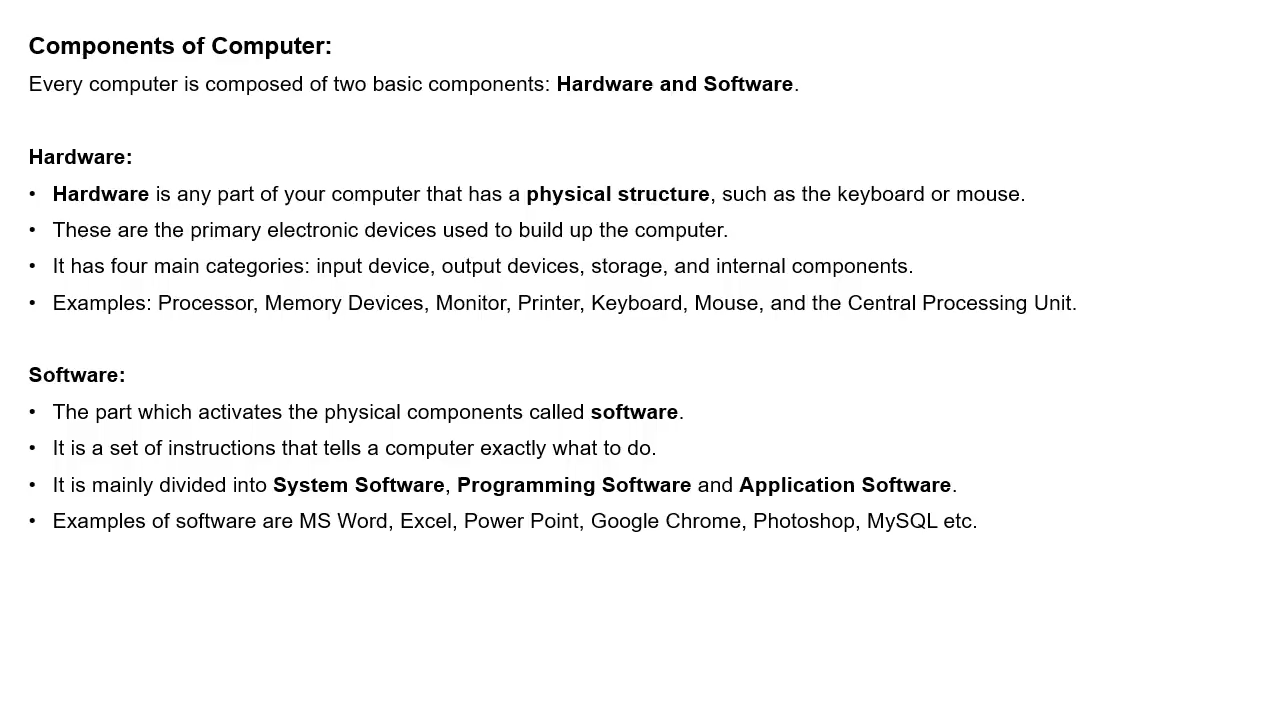 Components of Computer:
Every computer is composed of two basic components: Hardware and Software.
Hardware:
• Hardware is any part of your computer that has a physical structure, such as the keyboard or mouse.
• These are the primary electronic devices used to build up the computer.
• It has four main categories: input device, output devices, storage, and internal components.
• Examples: Processor, Memory Devices, Monitor, Printer, Keyboard, Mouse, and the Central Processing Unit.
Software:
• The part which activates the physical components called software.
• It is a set of instructions that tells a computer exactly what to do.
• It is mainly divided into System Software, Programming Software and Application Software.
• Examples of software are MS Word, Excel, Power Point, Google Chrome, Photoshop, MySQL etc.